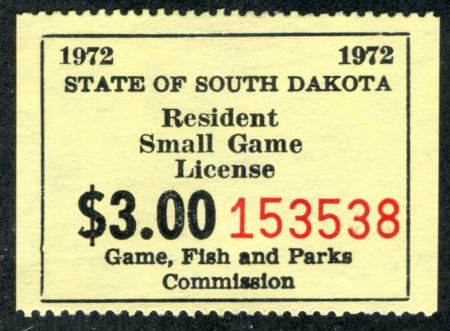 1972 1972
STATE OF SOUTH DAKOTA
Resident
Small Game
License
$3.00 153538
Game, Fish and Parks
Commission